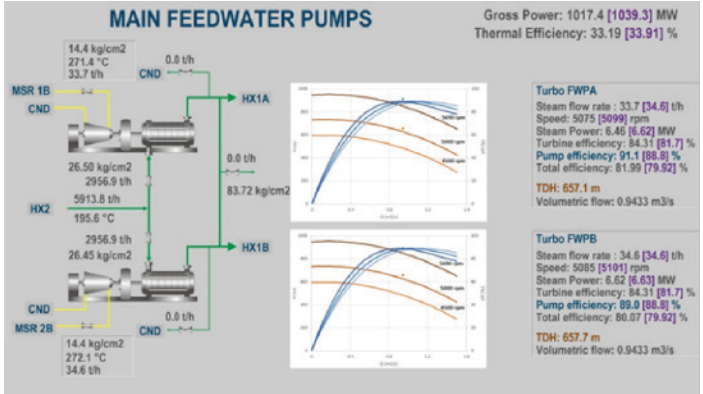 MAIN FEEDWATER PUMPS
Gross Power: 1017.4 [1039.3] MW
Thermal Efficiency: 33.19 [33.91] %
14.4 kg/cm2
271.4 °C
33.7 t/h
0.0 t/h
CND
MSR 1B
CND
HX1A
26.50 kg/cm2
2956.9 t/h
0.0 t/h
83.72 kg/cm2
HX2
5913.8 t/h
195.6 °C
2956.9 t/h
26.45 kg/cm2
HX1B
CND
MSR 2B
0.0 t/h
CND
14.4 kg/cm2
272.1 °C
34.6 t/h
5000 rpm
4500 rpm
5000 rpm
4500 rpm
Turbo FWPA
Steam flow rate : 33.7 [34.6] t/h
Speed: 5075 [5099] rpm
Steam Power: 6.46 [6.62] MW
Turbine efficiency: 84.31 [81.7] %
Pump efficiency: 91.1 [88.8] %
Total efficiency: 81.99 [79.92] %
TDH: 657.1 m
Volumetric flow: 0.9433 m3/s
Turbo FWPB
Steam flow rate: 34.6 [34.6] t/h
Speed: 5085 [5101] rpm
Steam Power: 6.62 [6.63] MW
Turbine efficiency: 84.31 [81.7] %
Pump efficiency: 89.0 [88.8] %
Total efficiency: 80.07 [79.92] %
TDH: 657.7 m
Volumetric flow: 0.9433 m3/s